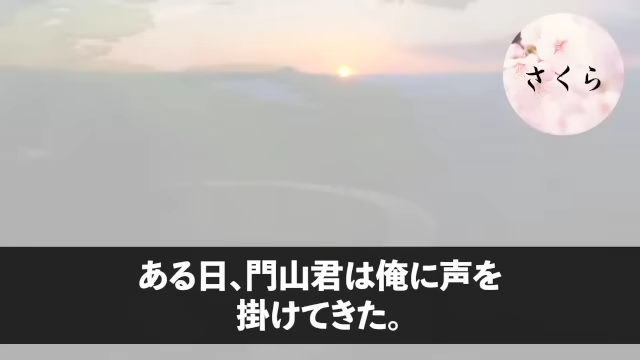 さくら
ある日、門山君は俺に声を
掛けてきた。